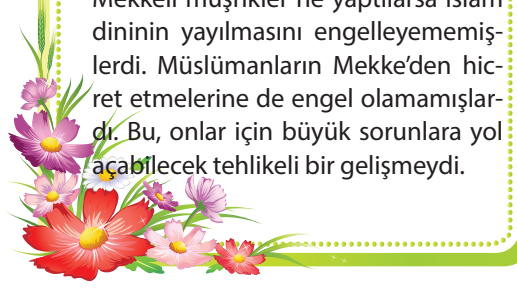 Mekkeli müşrikler ne yaptılarsa İslam
dininin yayılmasını engelleyememiş-
lerdi. Müslümanların Mekke’den hic-
ret etmelerine de engel olamamışlar-
dı. Bu, onlar için büyük sorunlara yol
açabilecek tehlikeli bir gelişmeydi.